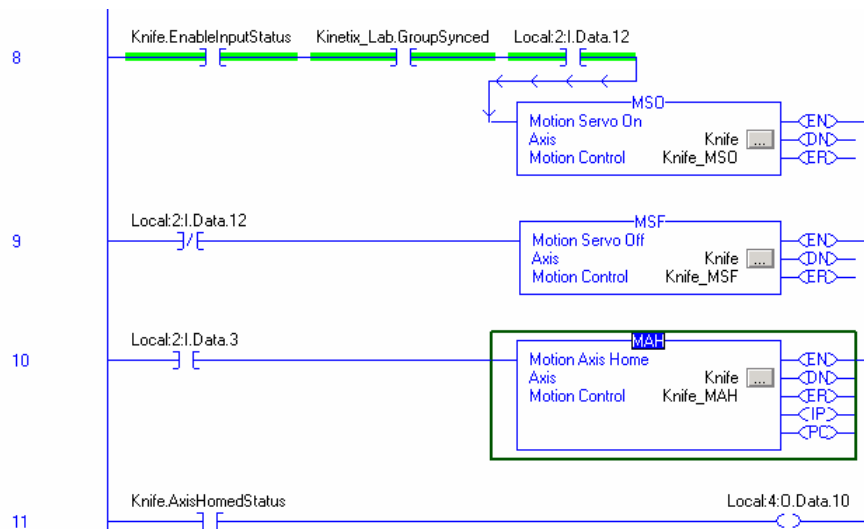 Knife.EnableInputStatus Kinetix_Lab.GroupSynced Local:2:I.Data.12
8
MSO
Motion Servo On
Axis Knife ...
Motion Control Knife_MSO
EN
DN
ER
Local:2:I.Data.12
9
MSF
Motion Servo Off
Axis Knife ...
Motion Control Knife_MSF
EN
DN
ER
Local:2:I.Data.3
10
MAH
Motion Axis Home
Axis Knife ...
Motion Control Knife_MAH
EN
DN
ER
IP
PC
Knife.AxisHomedStatus Local:4:O.Data.10
11